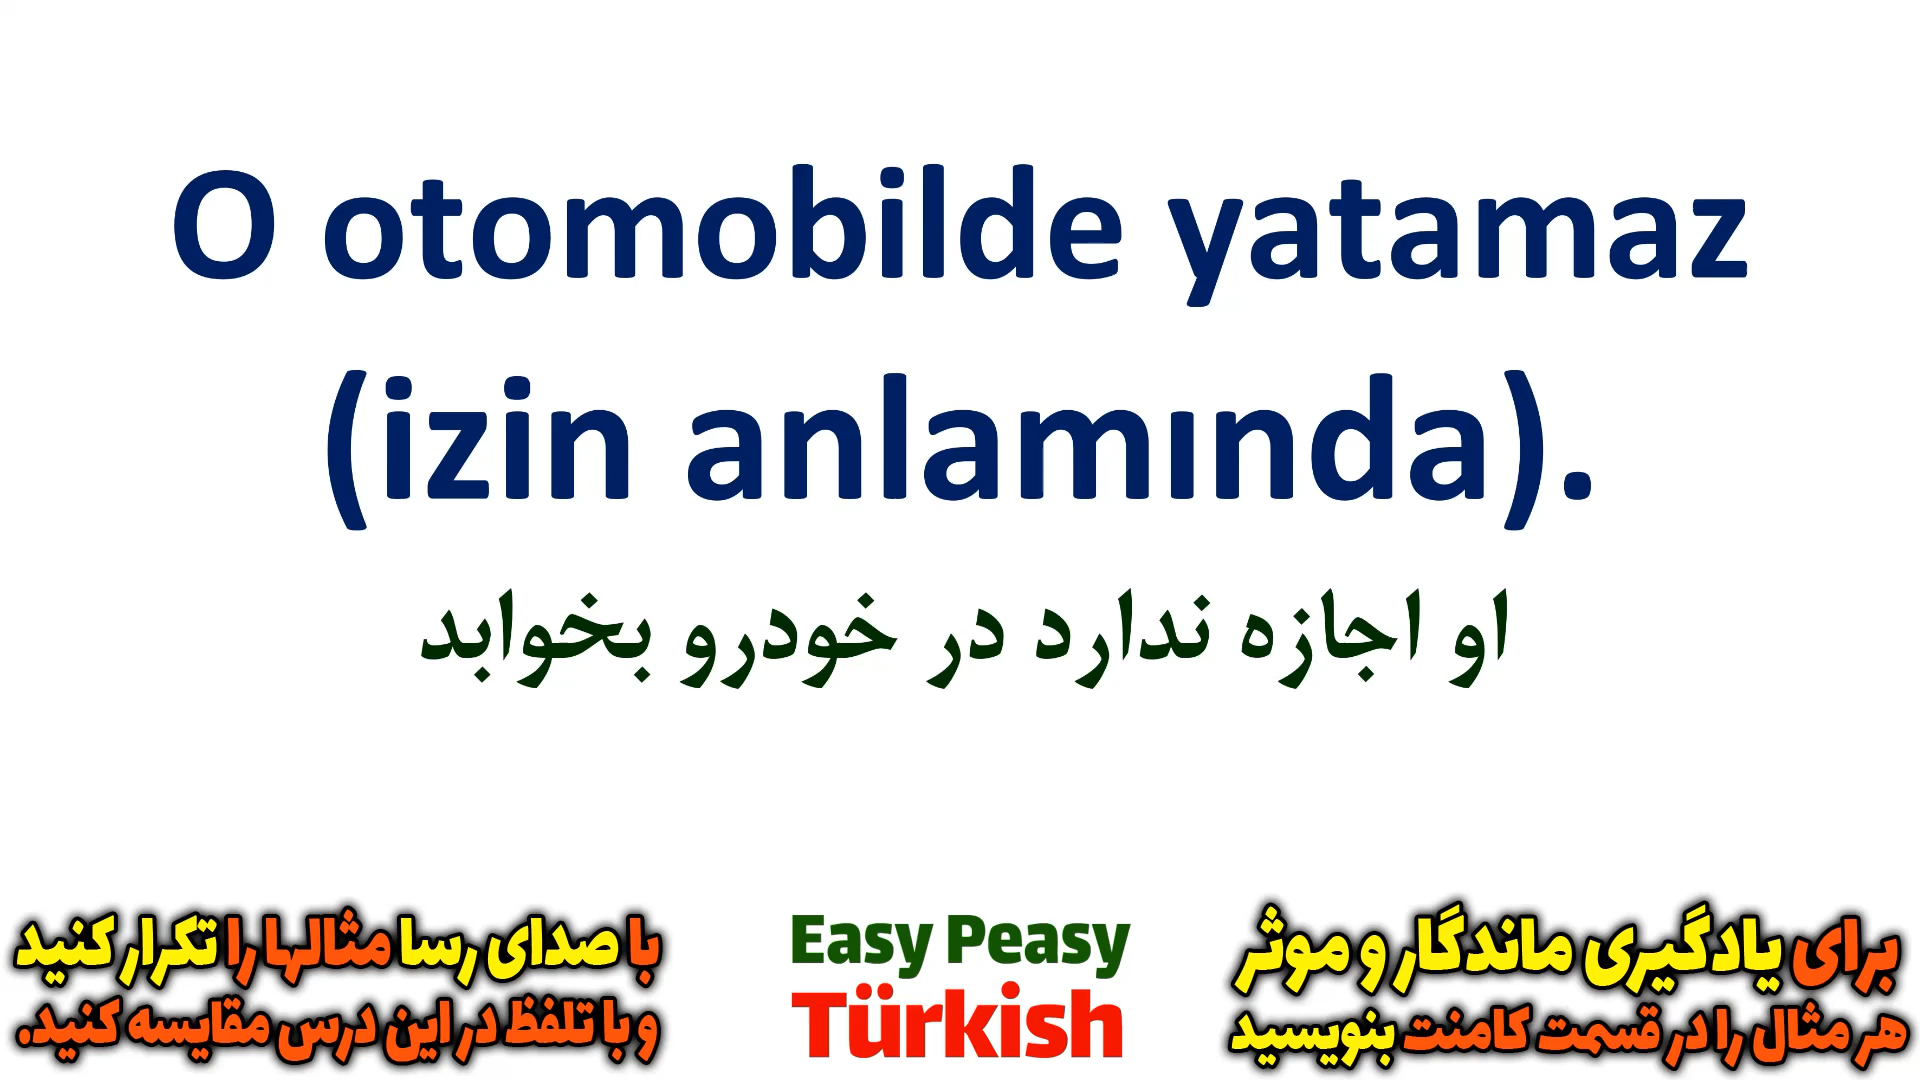 O otomobilde yatamaz
(izin anlamında).
او اجازه ندارد در خودرو بخوابد
با صدای رسا مثالها را تکرار کنید
و با تلفظ در این درس مقایسه کنید.
Easy Peasy
Türkish
برای یادگیری ماندگار و موثر
هر مثال را در قسمت کامنت بنویسید